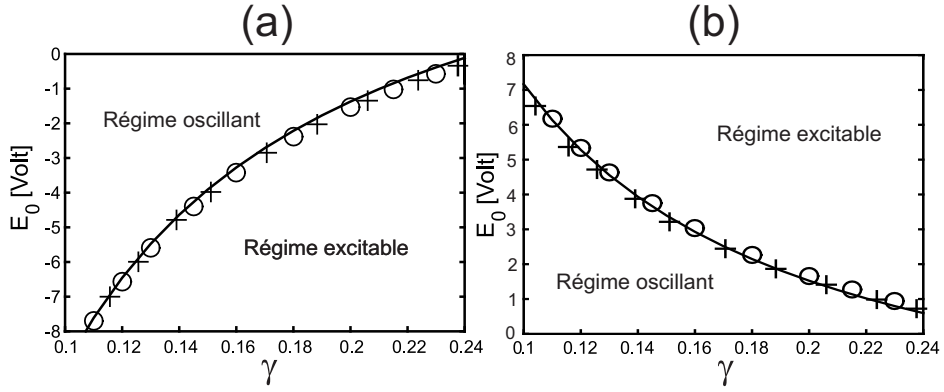 (a)
0
-1
-2
-3
-4
-5
-6
-7
-8
E_0 [Volt]
Régime oscillant
Régime excitable
0.1 0.12 0.14 0.16 0.18 0.2 0.22 0.24
γ
(b)
8
7
6
5
4
3
2
1
0
E_0 [Volt]
Régime excitable
Régime oscillant
0.1 0.12 0.14 0.16 0.18 0.2 0.22 0.24
γ